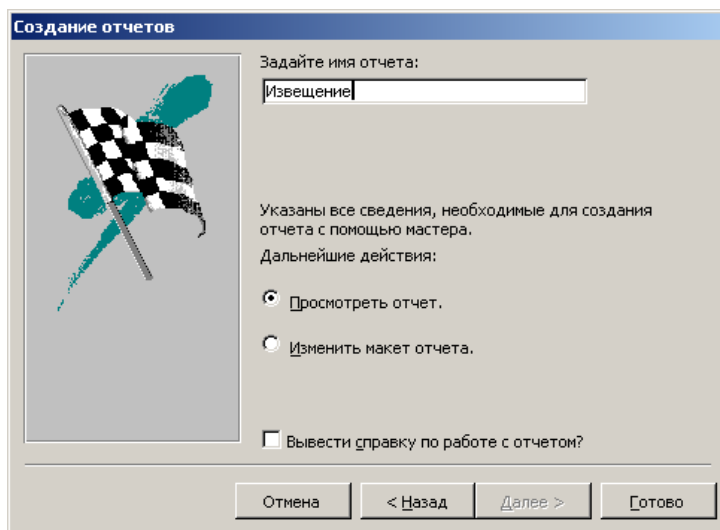 Создание отчетов
Задайте имя отчета:
Извещение
Указаны все сведения, необходимые для создания
отчета с помощью мастера.
Дальнейшие действия:
Просмотреть отчет.
Изменить макет отчета.
Вывести справку по работе с отчетом?
Отмена
< Назад
Далее >
Готово